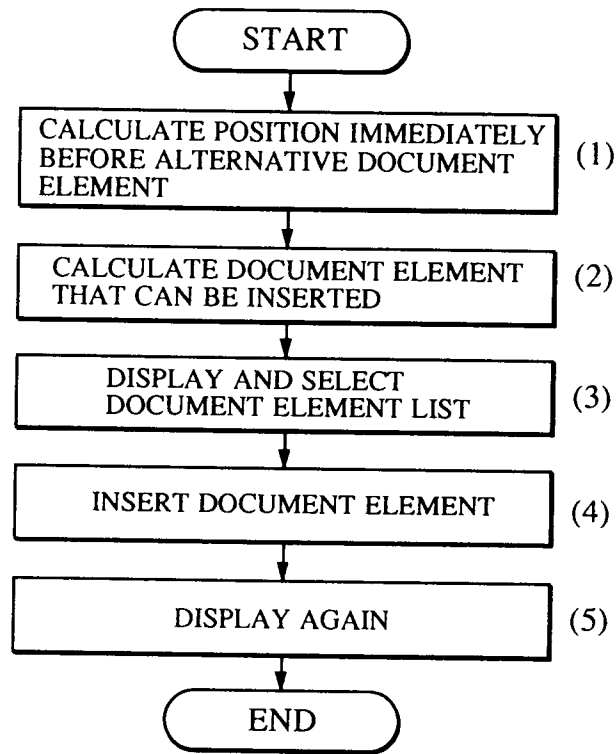 START
CALCULATE POSITION IMMEDIATELY
BEFORE ALTERNATIVE DOCUMENT
ELEMENT
(1)
CALCULATE DOCUMENT ELEMENT
THAT CAN BE INSERTED
(2)
DISPLAY AND SELECT
DOCUMENT ELEMENT LIST
(3)
INSERT DOCUMENT ELEMENT
(4)
DISPLAY AGAIN
(5)
END